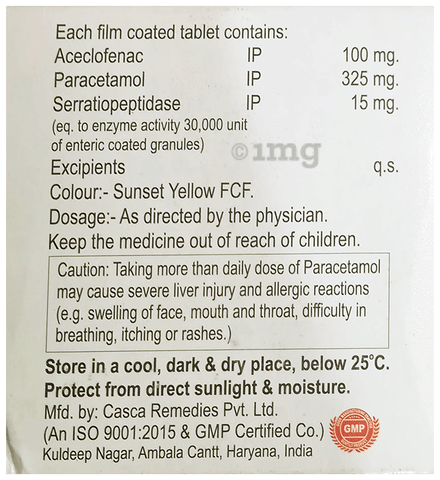 Each film coated tablet contains:
Aceclofenac IP 100 mg.
Paracetamol IP 325 mg.
Serratiopeptidase IP 15 mg.
(eq. to enzyme activity 30,000 unit
of enteric coated granules)
©1mg
Excipients q.s.
Colour:- Sunset Yellow FCF.
Dosage:- As directed by the physician.
Keep the medicine out of reach of children.
Caution: Taking more than daily dose of Paracetamol
may cause severe liver injury and allergic reactions
(e.g. swelling of face, mouth and throat, difficulty in
breathing, itching or rashes.)
Store in a cool, dark & dry place, below 25°C.
Protect from direct sunlight & moisture.
Mfd. by: Casca Remedies Pvt. Ltd.
(An ISO 9001:2015 & GMP Certified Co.)
Kuldeep Nagar, Ambala Cantt, Haryana, India
GMP